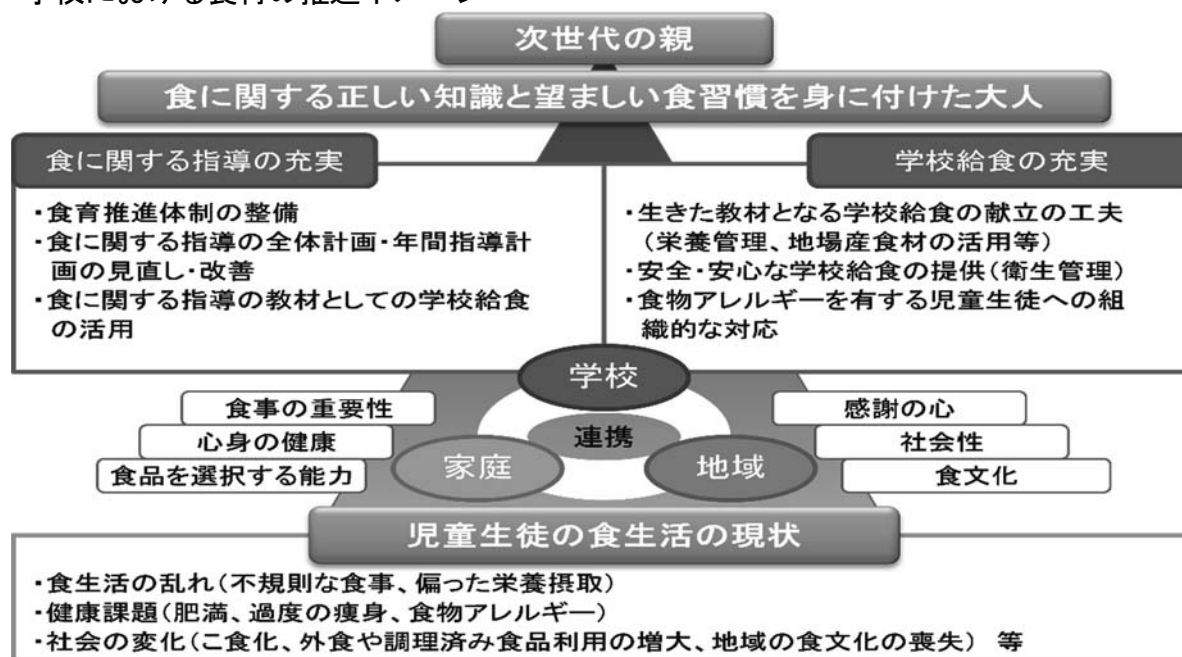 学校における食育の推進イメージ
次世代の親
食に関する正しい知識と望ましい食習慣を身に付けた大人
食に関する指導の充実
・食育推進体制の整備
・食に関する指導の全体計画・年間指導計
画の見直し・改善
・食に関する指導の教材としての学校給食
の活用
学校給食の充実
・生きた教材となる学校給食の献立の工夫
（栄養管理、地場産食材の活用等）
・安全・安心な学校給食の提供（衛生管理）
・食物アレルギーを有する児童生徒への組
織的な対応
学校
連携
家庭
地域
食事の重要性
心身の健康
食品を選択する能力
感謝の心
社会性
食文化
児童生徒の食生活の現状
・食生活の乱れ（不規則な食事、偏った栄養摂取）
・健康課題（肥満、過度の痩身、食物アレルギー）
・社会の変化（こ食化、外食や調理済み食品利用の増大、地域の食文化の喪失） 等